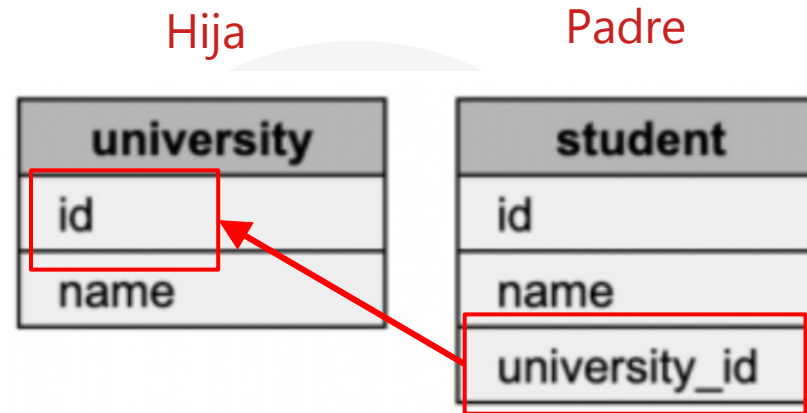 Hija
Padre
university
id
name
student
id
name
university_id